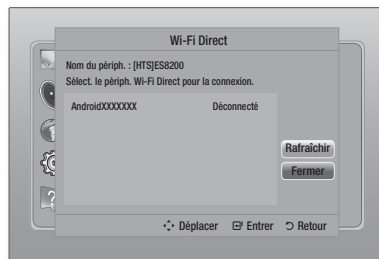 Wi-Fi Direct
Nom du périph. : [HTS]ES8200
Sélect. le périph. Wi-Fi Direct pour la connexion.
AndroidXXXXXXX Déconnecté
Rafraîchir
Fermer
Déplacer Entrer Retour